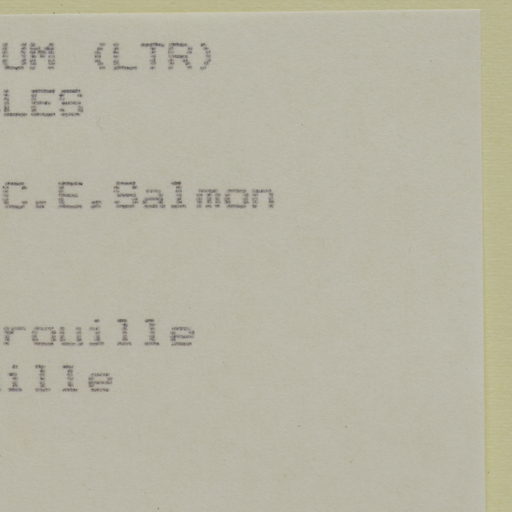 UM (LTR)
LES
C.E.Salmon
rouille
ille